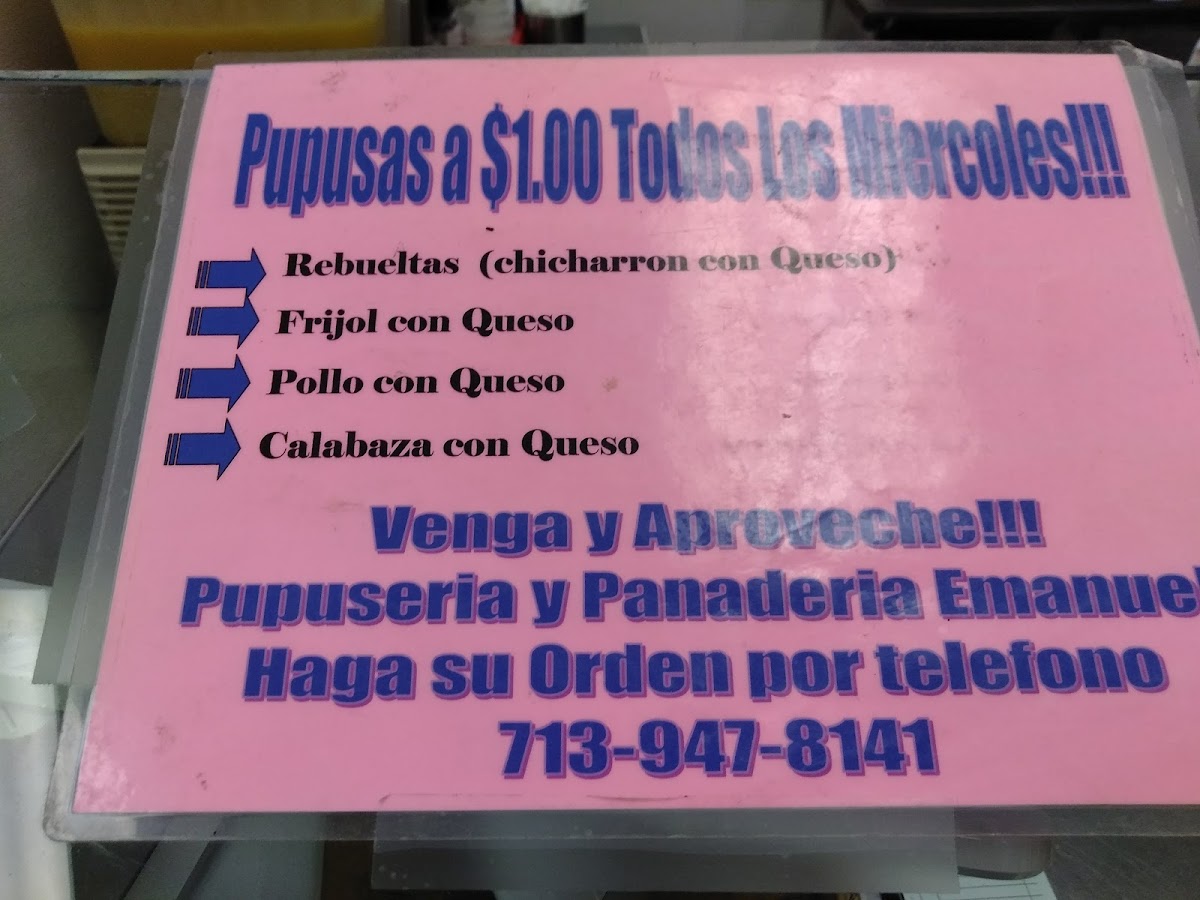 Pupusas a $1.00 Todos Los Miercoles!!!
Rebueltas (chicharron con Queso)
Frijol con Queso
Pollo con Queso
Calabaza con Queso
Venga y Aproveche!!!
Pupuseria y Panaderia Emanuel
Haga su Orden por telefono
713-947-8141